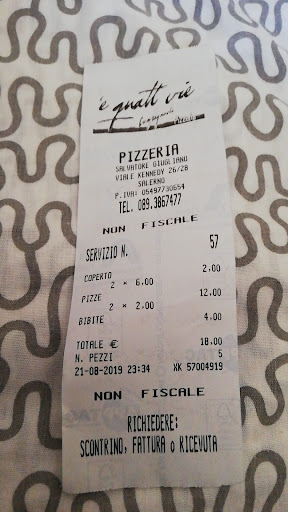 'e quatt vie
PIZZERIA
SALVATORE GIUGLIANO
VIALE KENNEDY 26/28
SALERNO
P.IVA: 05497730654
TEL. 089.3867477
NON FISCALE
SERVIZIO N. 57
COPERTO 2.00
2 × 6.00
PIZZE 12.00
2 × 2.00
BIBITE 4.00
TOTALE € 18.00
N. PEZZI 5
21-08-2019 23:34 XK 57004919
NON FISCALE
RICHIEDERE:
SCONTRINO, FATTURA o RICEVUTA